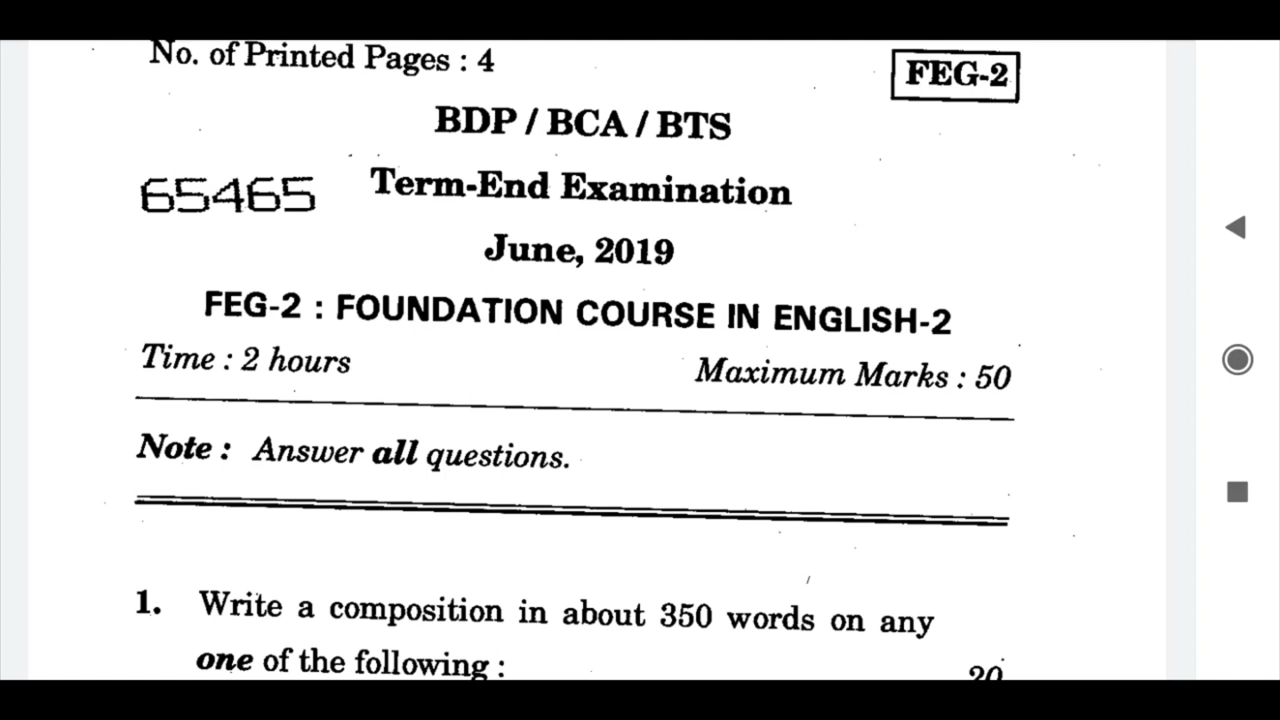 No. of Printed Pages : 4
FEG-2
BDP / BCA / BTS
65465
Term-End Examination
June, 2019
FEG-2 : FOUNDATION COURSE IN ENGLISH-2
Time : 2 hours
Maximum Marks : 50
Note : Answer all questions.
1. Write a composition in about 350 words on any
one of the following :
20